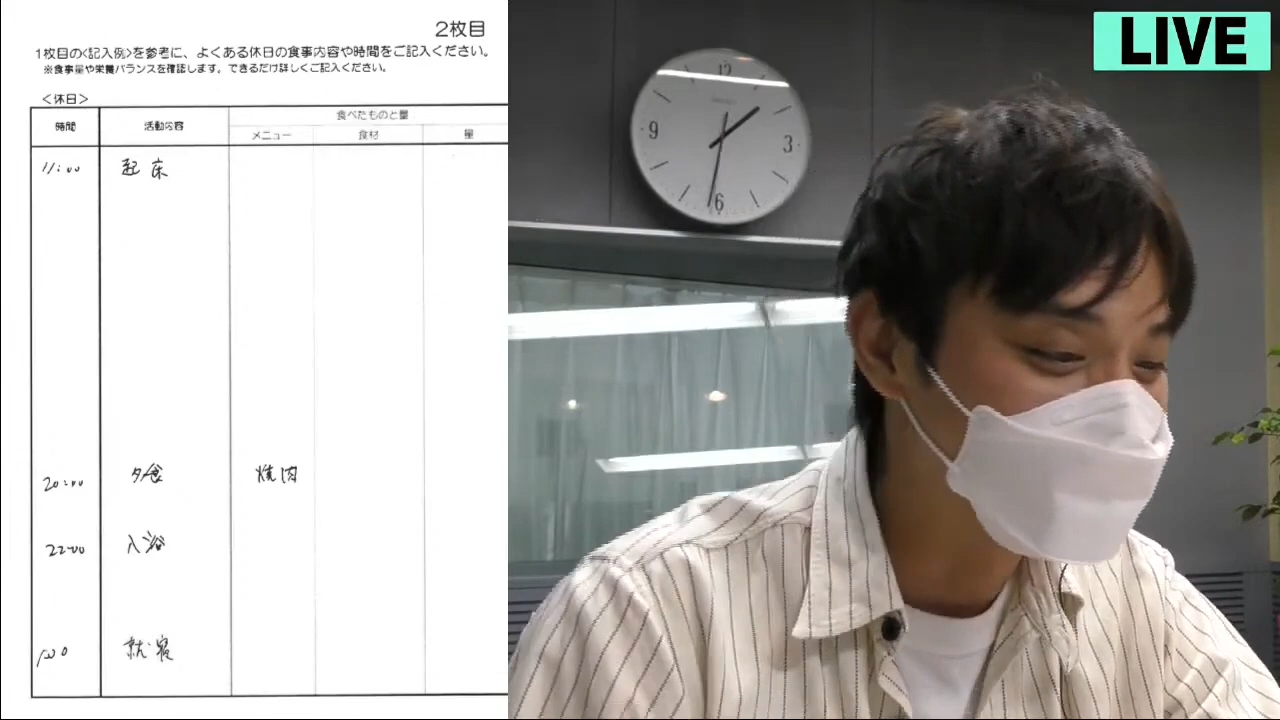 2枚目
1枚目の<記入例>を参考に、よくある休日の食事内容や時間をご記入ください。
※食事量や栄養バランスを確認します。できるだけ詳しくご記入ください。
<休日>
時間 活動内容 食べたものと量
メニュー 食材 量
11:00 起床
20:00 夕食 焼肉
22:00 入浴
1:00 就寝
LIVE
12
3
6
9